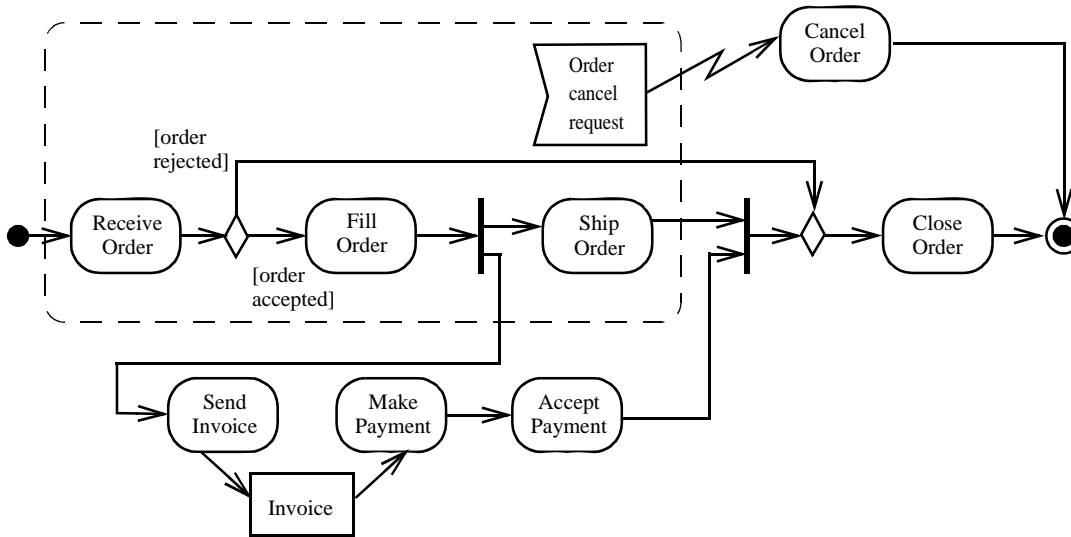 Cancel
Order
Order
cancel
request
[order
rejected]
Receive
Order
Fill
Order
Ship
Order
Close
Order
[order
accepted]
Send
Invoice
Make
Payment
Accept
Payment
Invoice